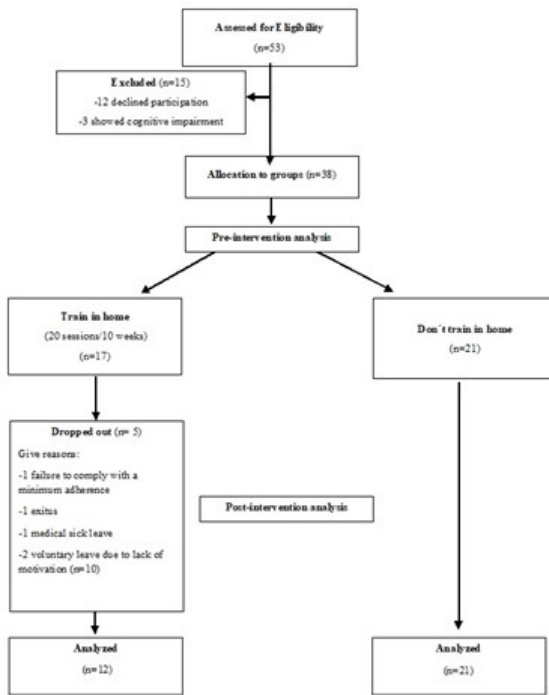 Assessed for Eligibility
(n=53)
Excluded (n=15)
-12 declined participation
-3 showed cognitive impairment
Allocation to groups (n=38)
Pre-intervention analysis
Train in home
(20 sessions/10 weeks)
(n=17)
Don´t train in home
(n=21)
Dropped out (n= 5)
Give reasons:
-1 failure to comply with a
minimum adherence
-1 exitus
-1 medical sick leave
-2 voluntary leave due to lack of
motivation (n=10)
Post-intervention analysis
Analyzed
(n=12)
Analyzed
(n=21)